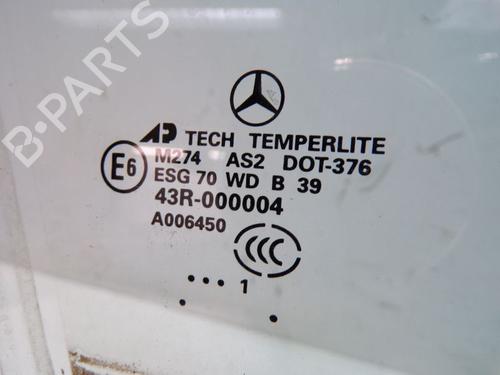 B-PARTS
AP TECH TEMPERLITE
M274 AS2 DOT-376
E6 ESG 70 WD B 39
43R-000004
A006450
CCC
... 1
. .